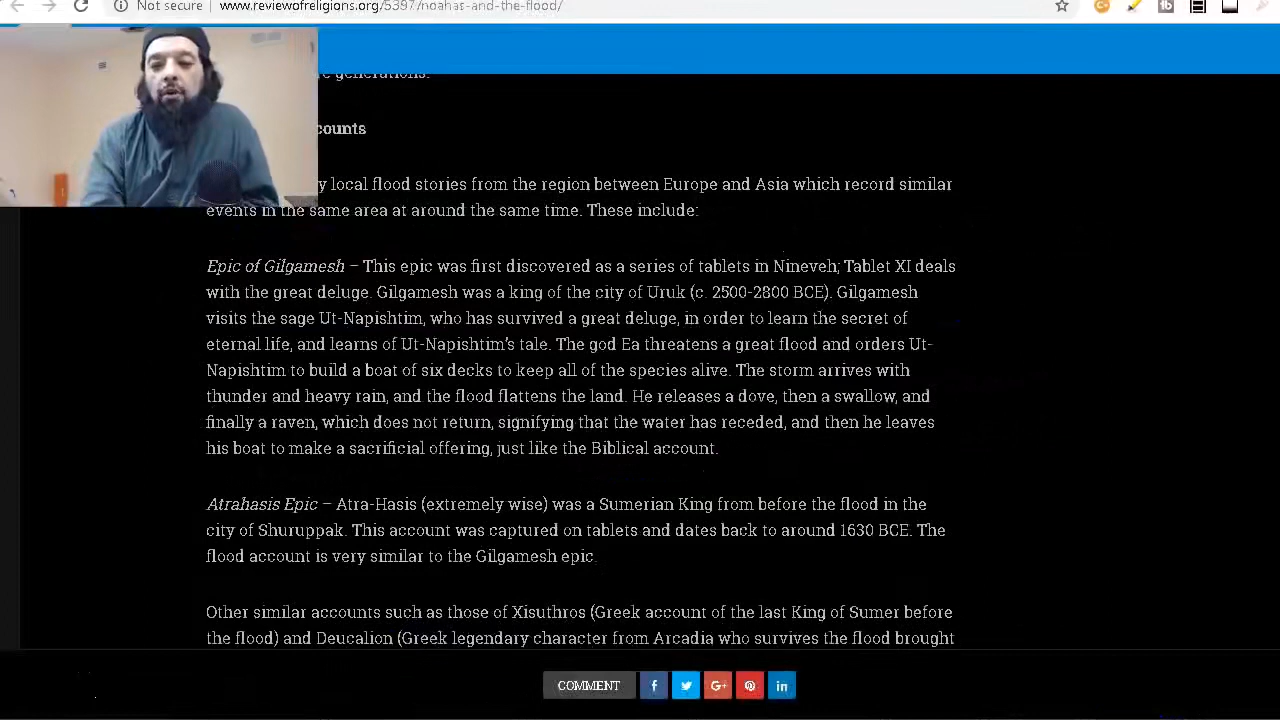 Not secure
www.reviewofreligions.org/5397/noahas-and-the-flood/
generations.
counts
y local flood stories from the region between Europe and Asia which record similar
events in the same area at around the same time. These include:
Epic of Gilgamesh – This epic was first discovered as a series of tablets in Nineveh; Tablet XI deals
with the great deluge. Gilgamesh was a king of the city of Uruk (c. 2500-2800 BCE). Gilgamesh
visits the sage Ut-Napishtim, who has survived a great deluge, in order to learn the secret of
eternal life, and learns of Ut-Napishtim’s tale. The god Ea threatens a great flood and orders Ut-
Napishtim to build a boat of six decks to keep all of the species alive. The storm arrives with
thunder and heavy rain, and the flood flattens the land. He releases a dove, then a swallow, and
finally a raven, which does not return, signifying that the water has receded, and then he leaves
his boat to make a sacrificial offering, just like the Biblical account.
Atrahasis Epic – Atra-Hasis (extremely wise) was a Sumerian King from before the flood in the
city of Shuruppak. This account was captured on tablets and dates back to around 1630 BCE. The
flood account is very similar to the Gilgamesh epic.
Other similar accounts such as those of Xisuthros (Greek account of the last King of Sumer before
the flood) and Deucalion (Greek legendary character from Arcadia who survives the flood brought
COMMENT